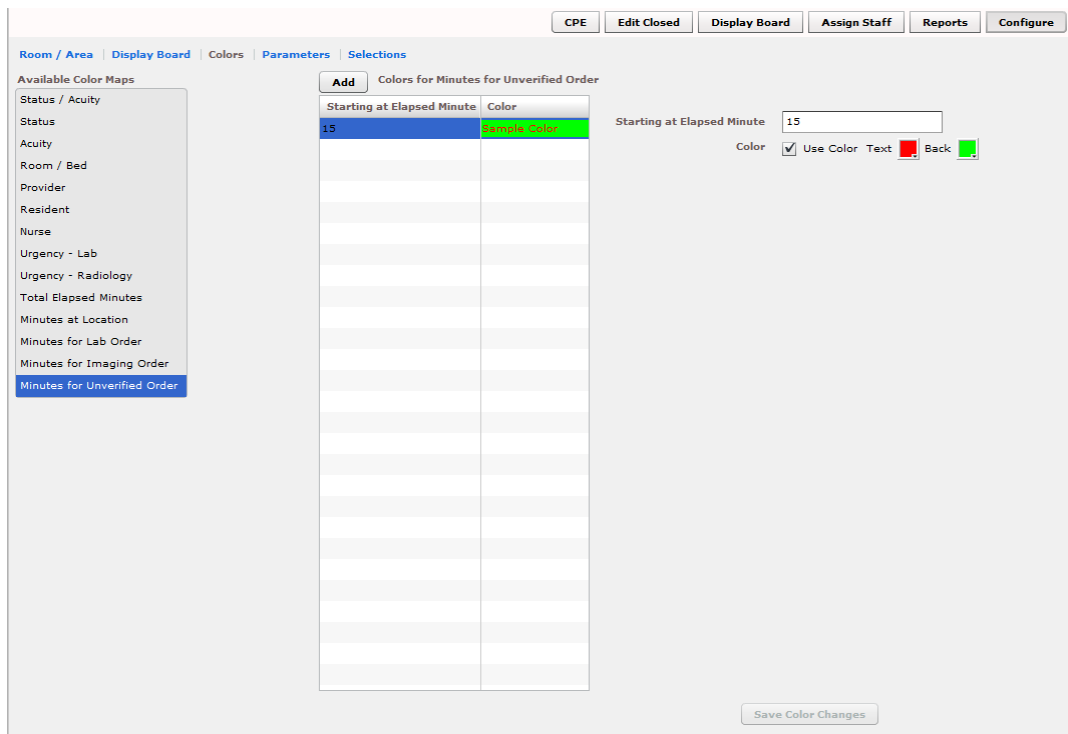 CPE Edit Closed Display Board Assign Staff Reports Configure
Room / Area Display Board Colors Parameters Selections
Available Color Maps
Status / Acuity
Status
Acuity
Room / Bed
Provider
Resident
Nurse
Urgency - Lab
Urgency - Radiology
Total Elapsed Minutes
Minutes at Location
Minutes for Lab Order
Minutes for Imaging Order
Minutes for Unverified Order
Add Colors for Minutes for Unverified Order
Starting at Elapsed Minute Color
15 Sample Color
Starting at Elapsed Minute 15
Color Use Color Text Back
Save Color Changes